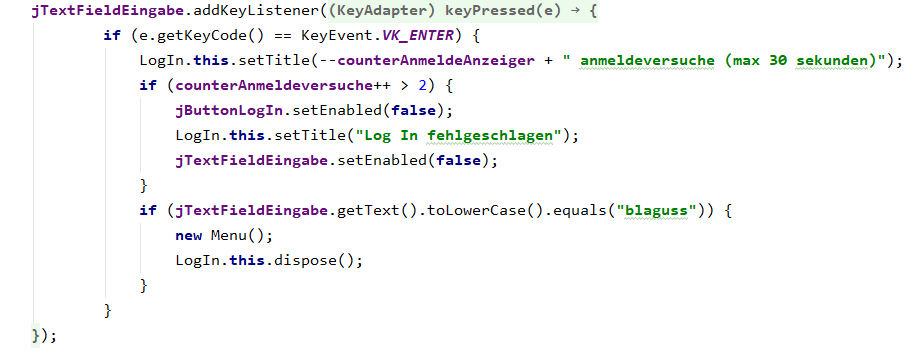 jTextFieldEingabe.addKeyListener((KeyAdapter) keyPressed(e) → {
if (e.getKeyCode() == KeyEvent.VK_ENTER) {
LogIn.this.setTitle(--counterAnmeldeAnzeiger + " anmeldeversuche (max 30 sekunden)");
if (counterAnmeldeversuche++ > 2) {
jButtonLogIn.setEnabled(false);
LogIn.this.setTitle("Log In fehlgeschlagen");
jTextFieldEingabe.setEnabled(false);
}
if (jTextFieldEingabe.getText().toLowerCase().equals("blaguss")) {
new Menu();
LogIn.this.dispose();
}
}
});